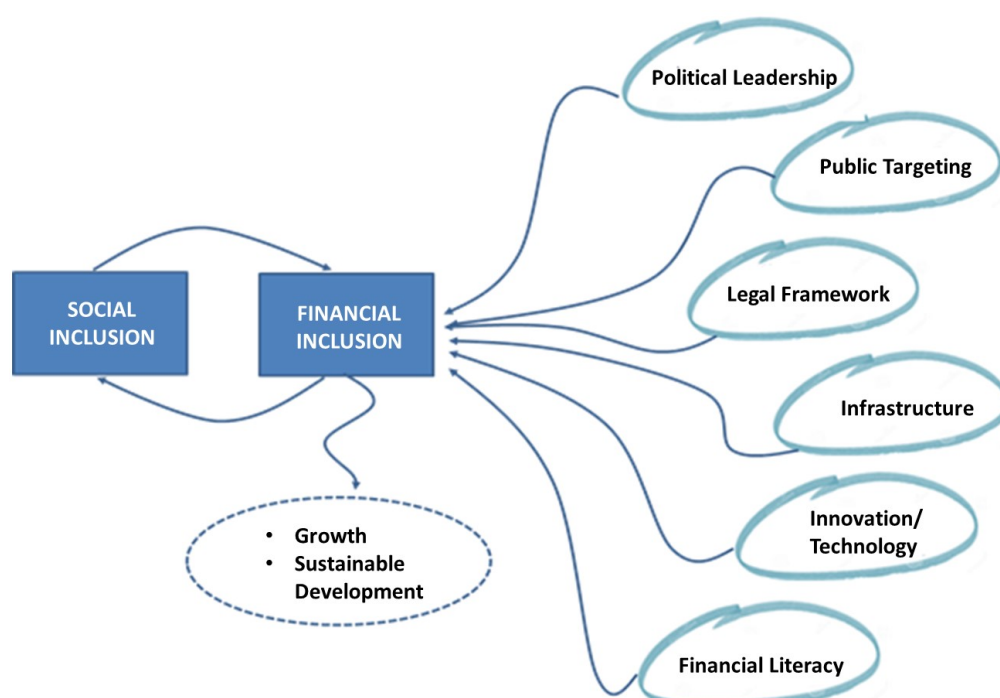 Political Leadership
Public Targeting
Legal Framework
Infrastructure
Innovation/
Technology
Financial Literacy
SOCIAL
INCLUSION
FINANCIAL
INCLUSION
• Growth
• Sustainable
Development